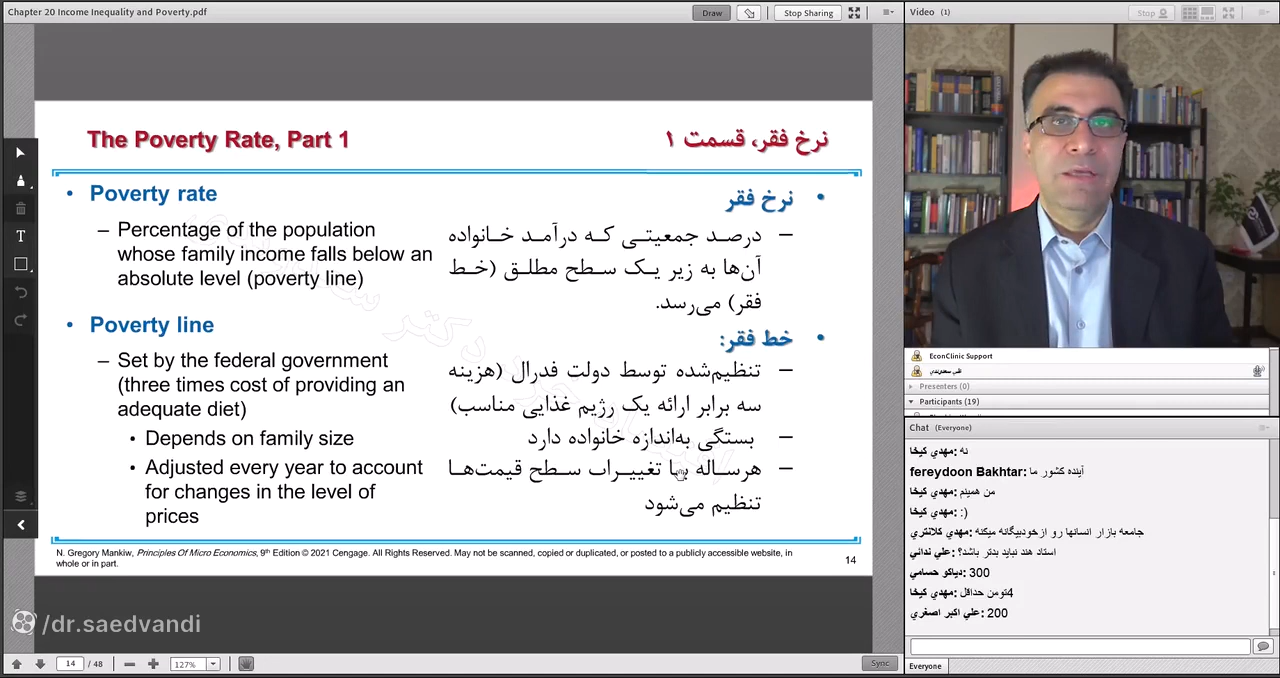 Chapter 20 Income Inequality and Poverty.pdf
Draw
Stop Sharing
The Poverty Rate, Part 1
نرخ فقر، قسمت ۱
• Poverty rate
– Percentage of the population
whose family income falls below an
absolute level (poverty line)
• Poverty line
– Set by the federal government
(three times cost of providing an
adequate diet)
• Depends on family size
• Adjusted every year to account
for changes in the level of
prices
• نرخ فقر
– درصد جمعیتی که درآمد خانواده
آن‌ها به زیر یک سطح مطلق (خط
فقر) می‌رسد.
• خط فقر:
– تنظیم‌شده توسط دولت فدرال (هزینه
سه برابر ارائه یک رژیم غذایی مناسب)
– بستگی به‌اندازه خانواده دارد
– هرساله با تغییرات سطح قیمت‌ها
تنظیم می‌شود
N. Gregory Mankiw, Principles Of Micro Economics, 9th Edition © 2021 Cengage. All Rights Reserved. May not be scanned, copied or duplicated, or posted to a publicly accessible website, in
whole or in part.
14
/dr.saedvandi
14 / 48
127%
Sync
Video (1)
Stop
EconClinic Support
Presenters (0)
Participants (19)
Chat (Everyone)
مهدي كيخا: نه
fereydoon Bakhtar: آینده کشور ما
مهدي كيخا: من همینم
مهدي كيخا: :)
مهدي كلانتري: جامعه بازار انسانها رو ازخودبیگانه میکنه
علي ندائي: استاد هند نباید بدتر باشد؟
دياكو حسامي: 300
مهدي كيخا: 4تومن حداقل
علي اكبر اصغري: 200
Everyone